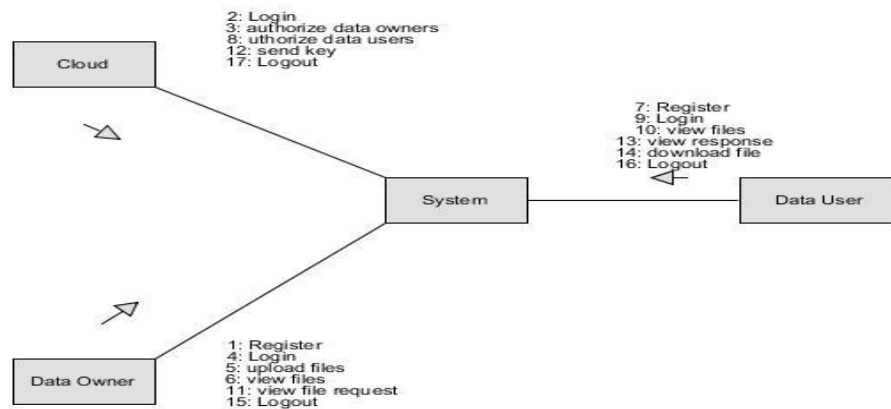 2: Login
3: authorize data owners
8: uthorize data users
12: send key
17: Logout
Cloud
7: Register
9: Login
10: view files
13: view response
14: download file
16: Logout
System
Data User
1: Register
4: Login
5: upload files
6: view files
11: view file request
15: Logout
Data Owner